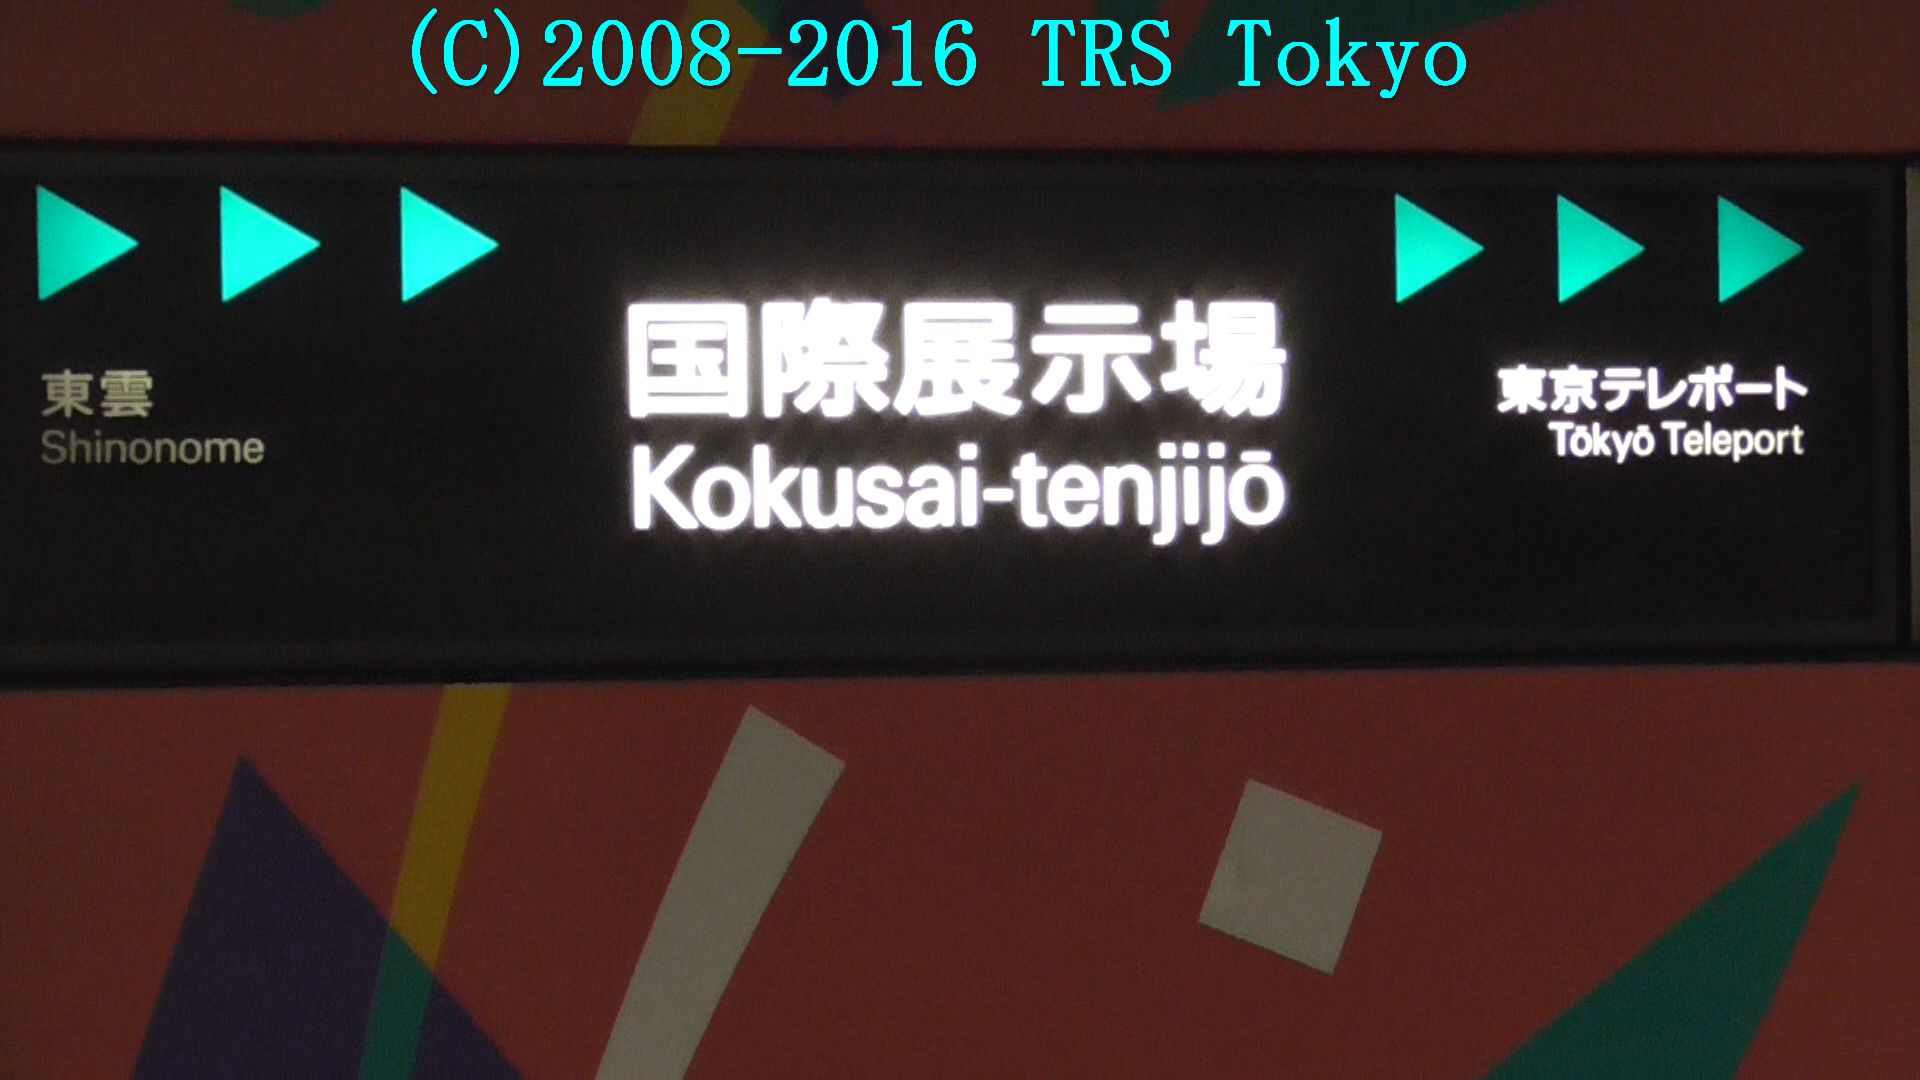 (C)2008-2016 TRS Tokyo
国際展示場
Kokusai-tenjijō
東雲
Shinonome
東京テレポート
Tōkyō Teleport